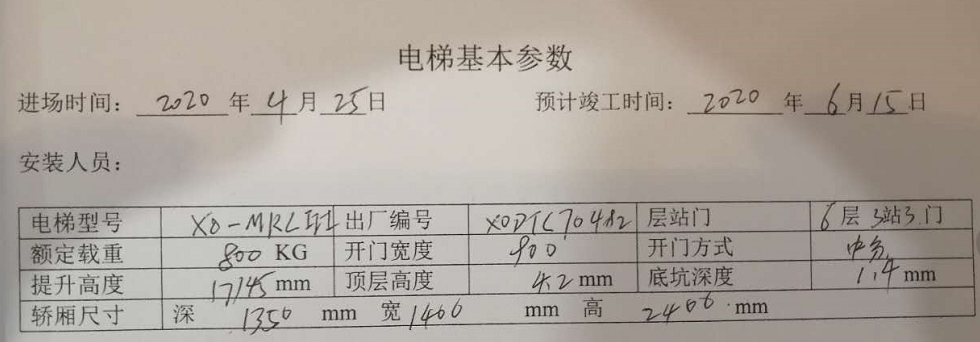 电梯基本参数
进场时间： 2020 年 4 月 25 日 预计竣工时间： 2020 年 6 月 15 日
安装人员：
电梯型号 XO-MRLIII 出厂编号 XODTC70412 层站门 6 层 3站3.门
额定载重 800 KG 开门宽度 900 开门方式 中分
提升高度 17145 mm 顶层高度 4.2 mm 底坑深度 1.4 mm
轿厢尺寸 深 1350 mm 宽 1400 mm 高 2400 mm